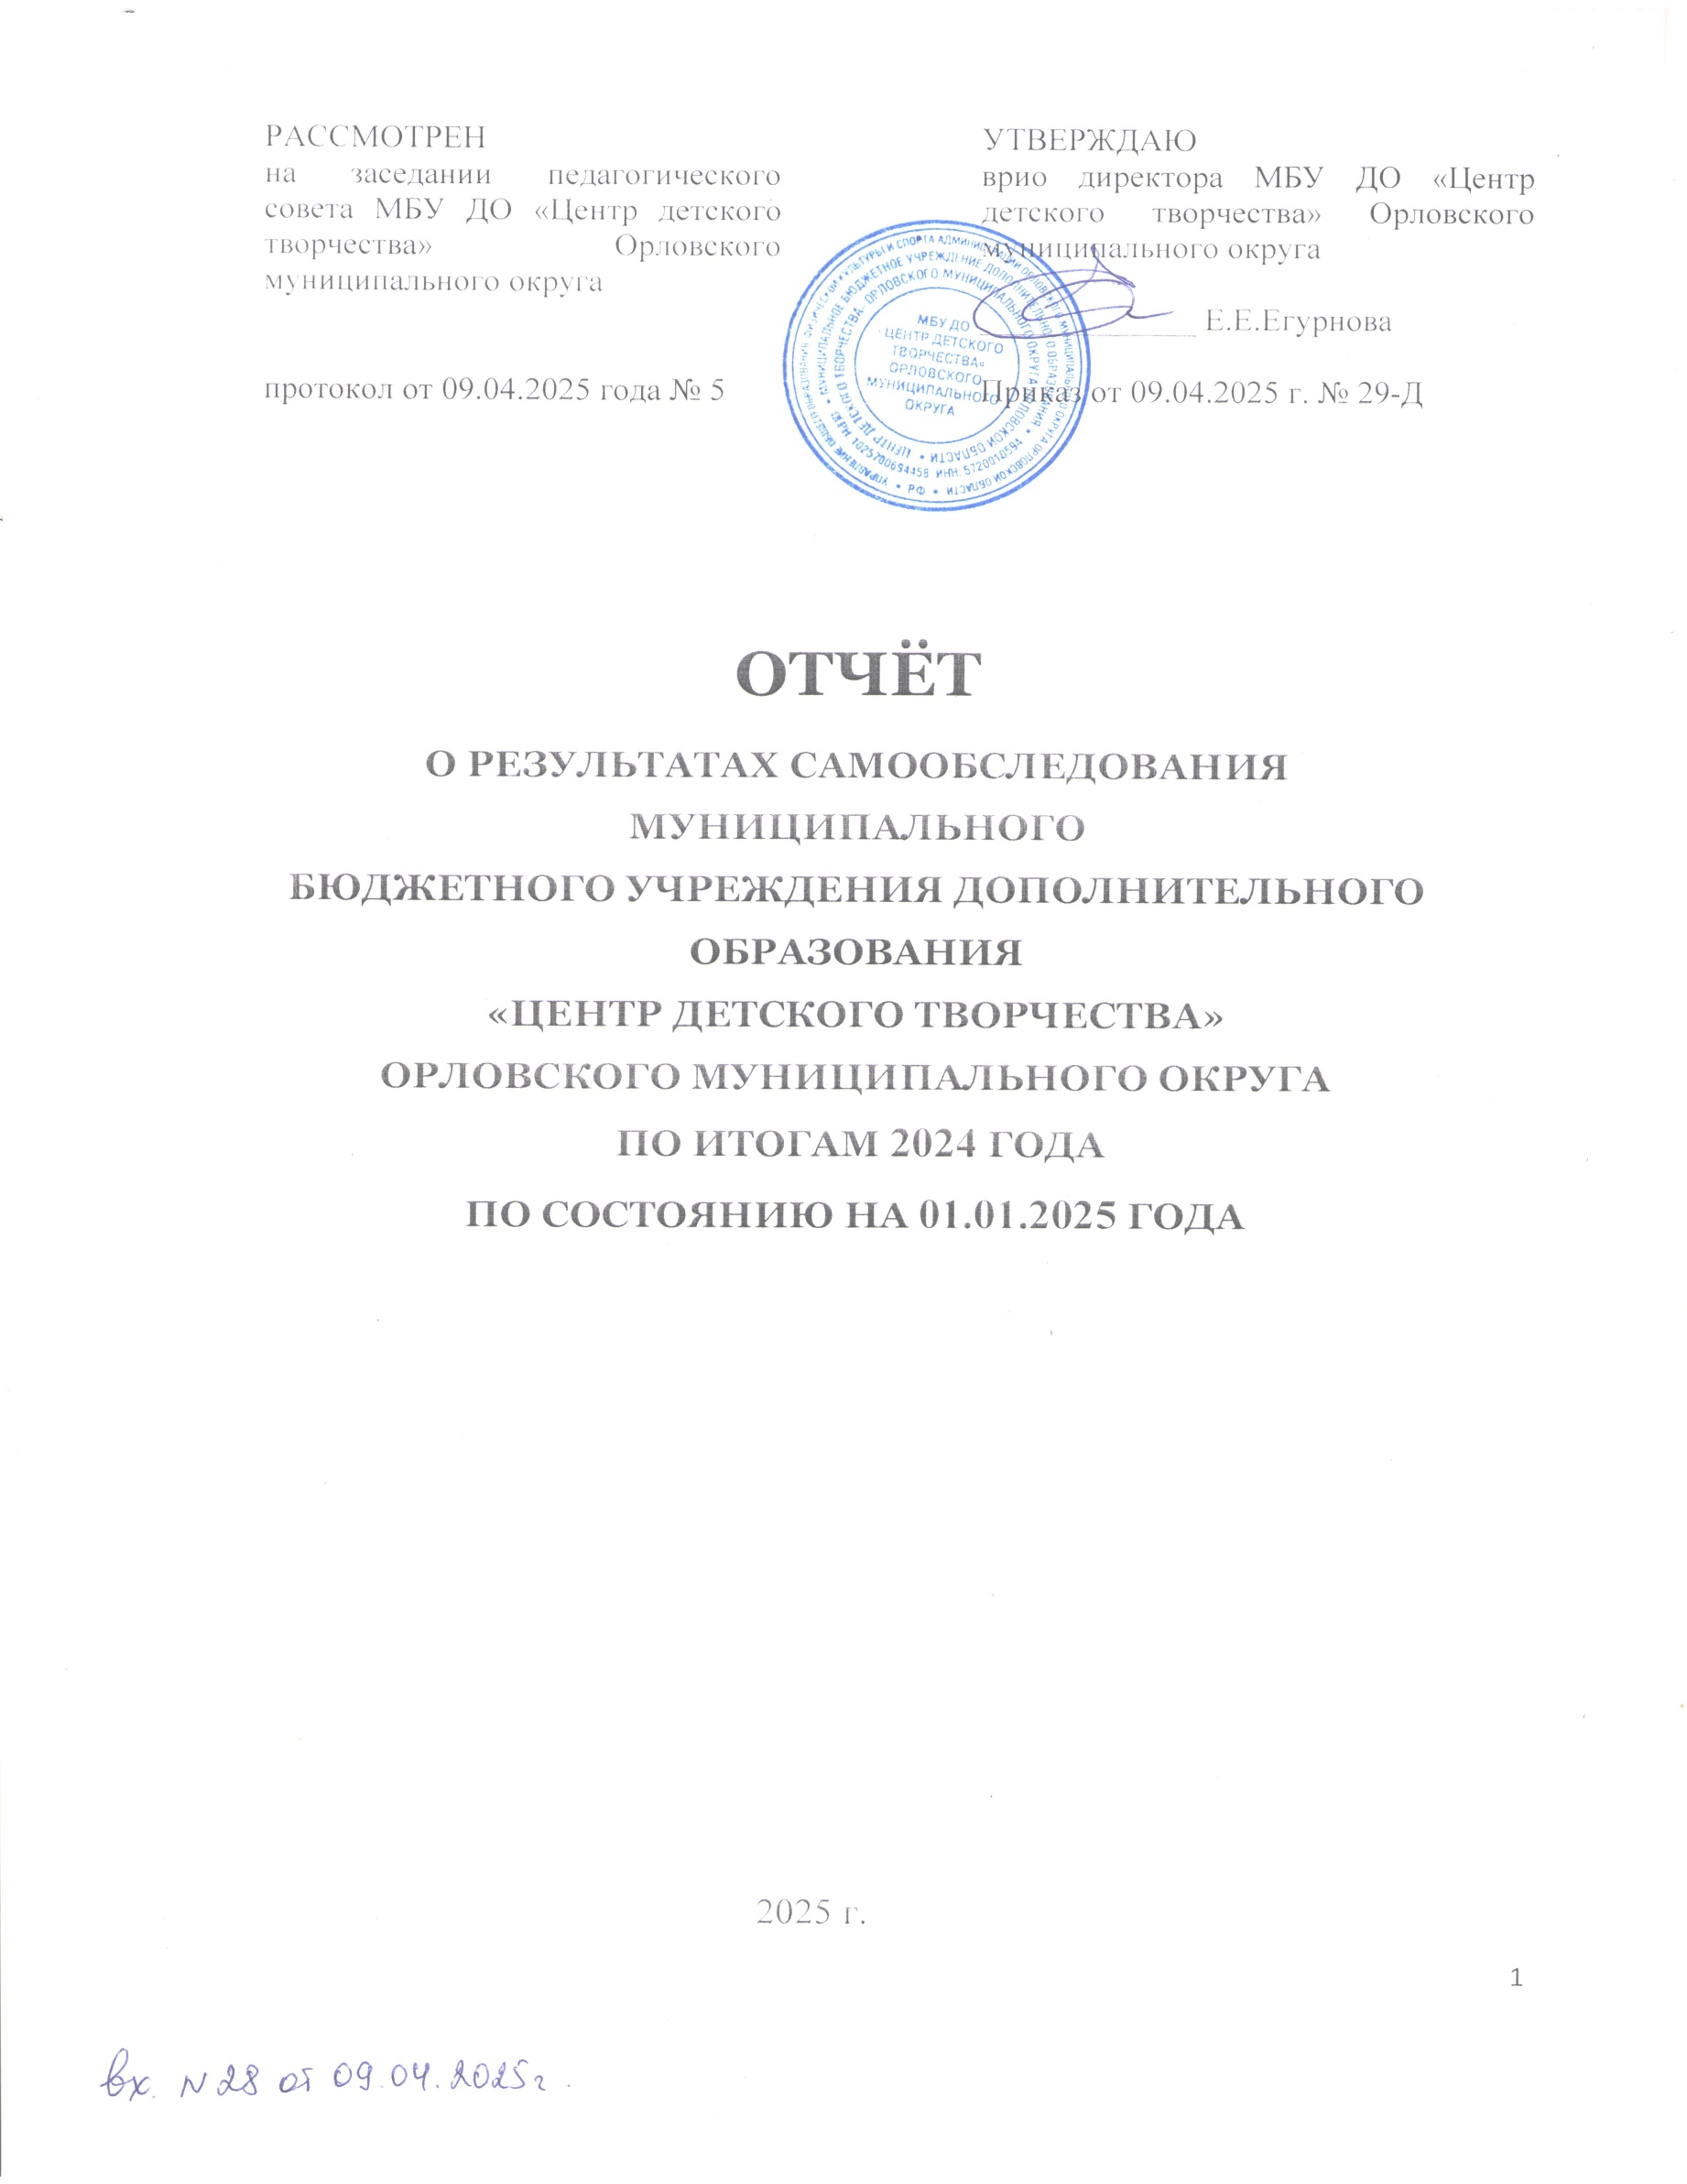 РАССМОТРЕН
на заседании педагогического
совета МБУ ДО «Центр детского
творчества» Орловского
муниципального округа
протокол от 09.04.2025 года № 5
УТВЕРЖДАЮ
врио директора МБУ ДО «Центр
детского творчества» Орловского
муниципального округа
Е.Е.Егурнова
Приказ от 09.04.2025 г. № 29-Д
МБУ ДО
«ЦЕНТР ДЕТСКОГО
ТВОРЧЕСТВА»
ОРЛОВСКОГО
МУНИЦИПАЛЬНОГО
ОКРУГА
ОТЧЁТ
О РЕЗУЛЬТАТАХ САМООБСЛЕДОВАНИЯ
МУНИЦИПАЛЬНОГО
БЮДЖЕТНОГО УЧРЕЖДЕНИЯ ДОПОЛНИТЕЛЬНОГО
ОБРАЗОВАНИЯ
«ЦЕНТР ДЕТСКОГО ТВОРЧЕСТВА»
ОРЛОВСКОГО МУНИЦИПАЛЬНОГО ОКРУГА
ПО ИТОГАМ 2024 ГОДА
ПО СОСТОЯНИЮ НА 01.01.2025 ГОДА
2025 г.
1
вх. N 28 от 09.04.2025г.